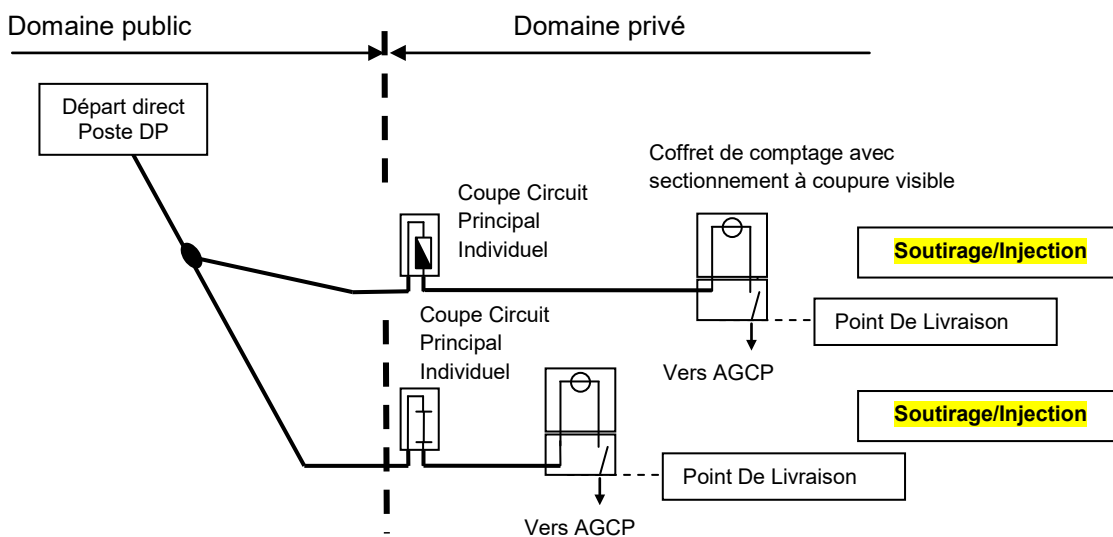 Domaine public
Domaine privé
Départ direct
Poste DP
Coffret de comptage avec
sectionnement à coupure visible
Coupe Circuit
Principal
Individuel
Soutirage/Injection
Point De Livraison
Vers AGCP
Coupe Circuit
Principal
Individuel
Soutirage/Injection
Point De Livraison
Vers AGCP